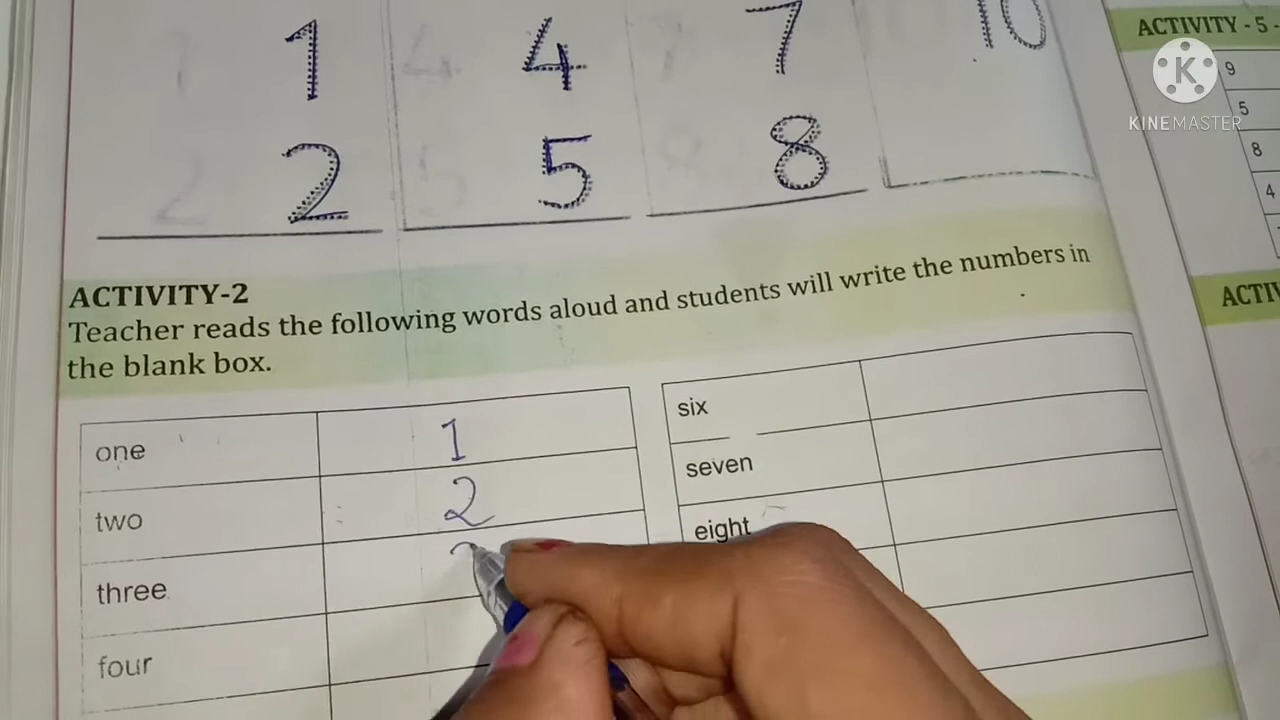 1 4 7 10
2 5 8
ACTIVITY-2
Teacher reads the following words aloud and students will write the numbers in
the blank box.
one 1
two 2
three
four
six
seven
eight
ACTIVITY - 5 -
9
5
8
4
ACTIV
KINEMASTER